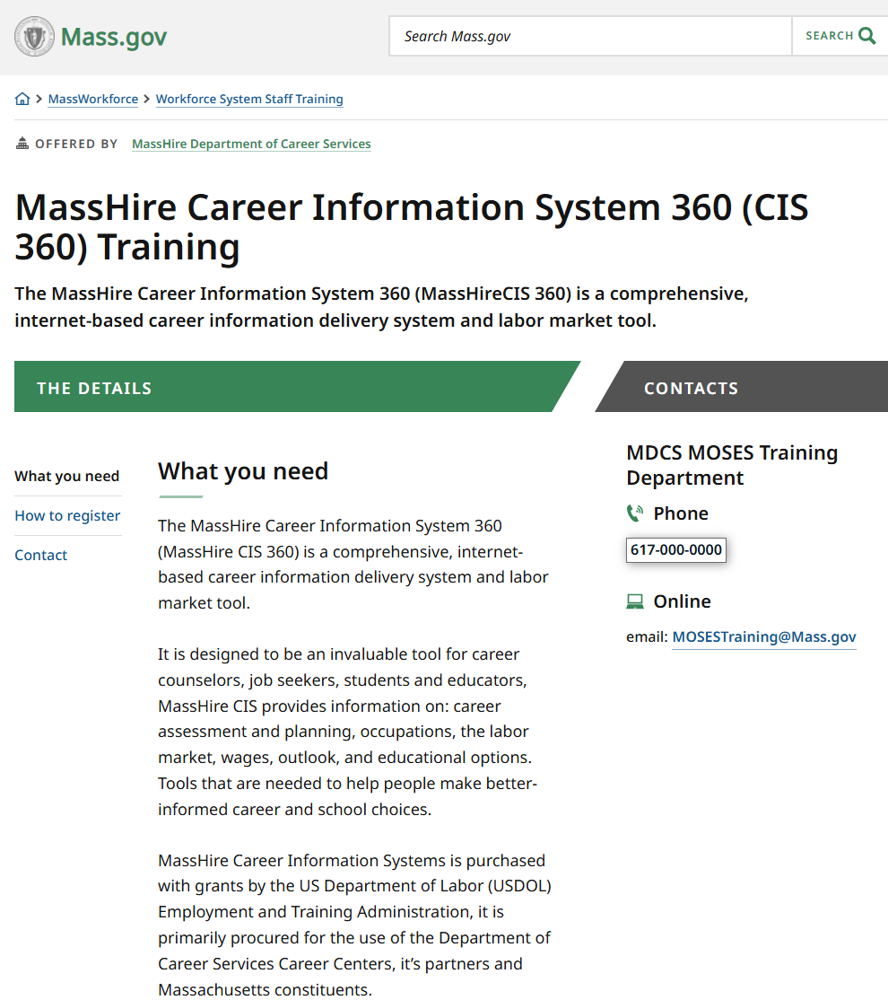 Mass.gov
Search Mass.gov
SEARCH
MassWorkforce
Workforce System Staff Training
OFFERED BY MassHire Department of Career Services
MassHire Career Information System 360 (CIS
360) Training
The MassHire Career Information System 360 (MassHireCIS 360) is a comprehensive,
internet-based career information delivery system and labor market tool.
THE DETAILS
What you need
How to register
Contact
What you need
The MassHire Career Information System 360
(MassHire CIS 360) is a comprehensive, internet-
based career information delivery system and labor
market tool.
It is designed to be an invaluable tool for career
counselors, job seekers, students and educators,
MassHire CIS provides information on: career
assessment and planning, occupations, the labor
market, wages, outlook, and educational options.
Tools that are needed to help people make better-
informed career and school choices.
MassHire Career Information Systems is purchased
with grants by the US Department of Labor (USDOL)
Employment and Training Administration, it is
primarily procured for the use of the Department of
Career Services Career Centers, it’s partners and
Massachusetts constituents.
CONTACTS
MDCS MOSES Training
Department
Phone
617-000-0000
Online
email: MOSESTraining@Mass.gov